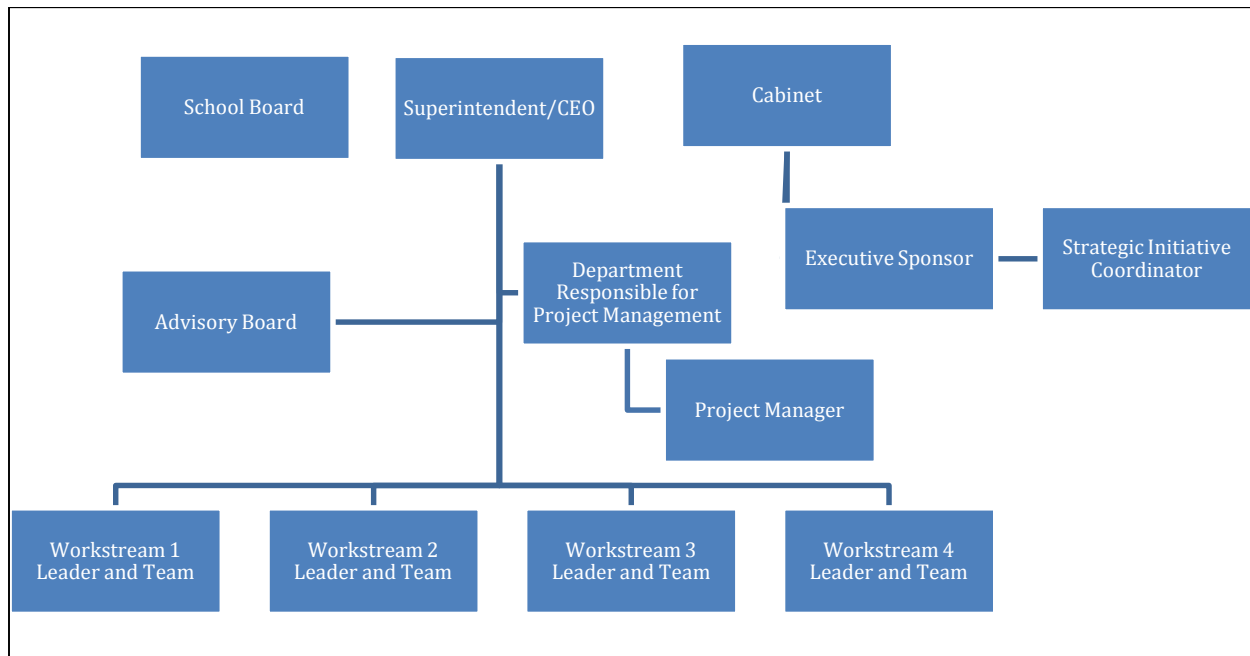 School Board
Superintendent/CEO
Cabinet
Executive Sponsor
Strategic Initiative
Coordinator
Department
Responsible for
Project Management
Advisory Board
Project Manager
Workstream 1
Leader and Team
Workstream 2
Leader and Team
Workstream 3
Leader and Team
Workstream 4
Leader and Team